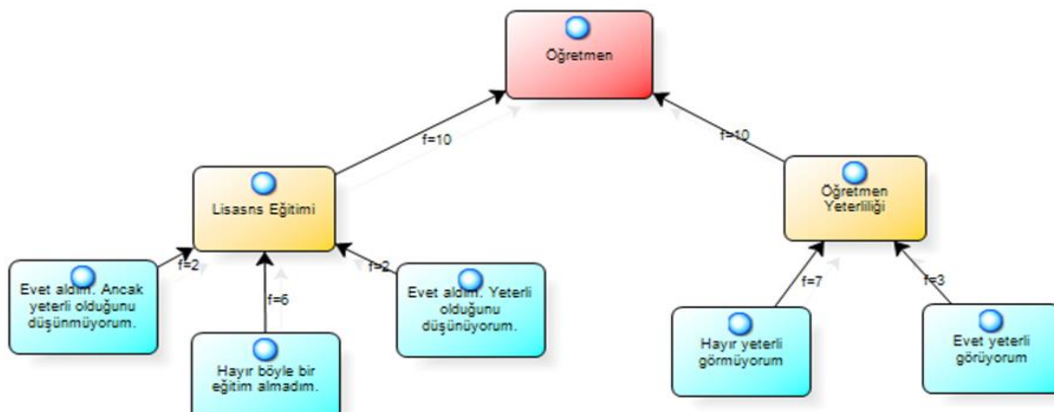 Öğretmen
f=10
f=10
Lisasns Eğitimi
Öğretmen
Yeterliliği
f=2
f=6
f=2
f=7
f=3
Evet aldım. Ancak
yeterli olduğunu
düşünmüyorum.
Hayır böyle bir
eğitim almadım.
Evet aldım. Yeterli
olduğunu
düşünüyorum.
Hayır yeterli
görmüyorum
Evet yeterli
görüyorum